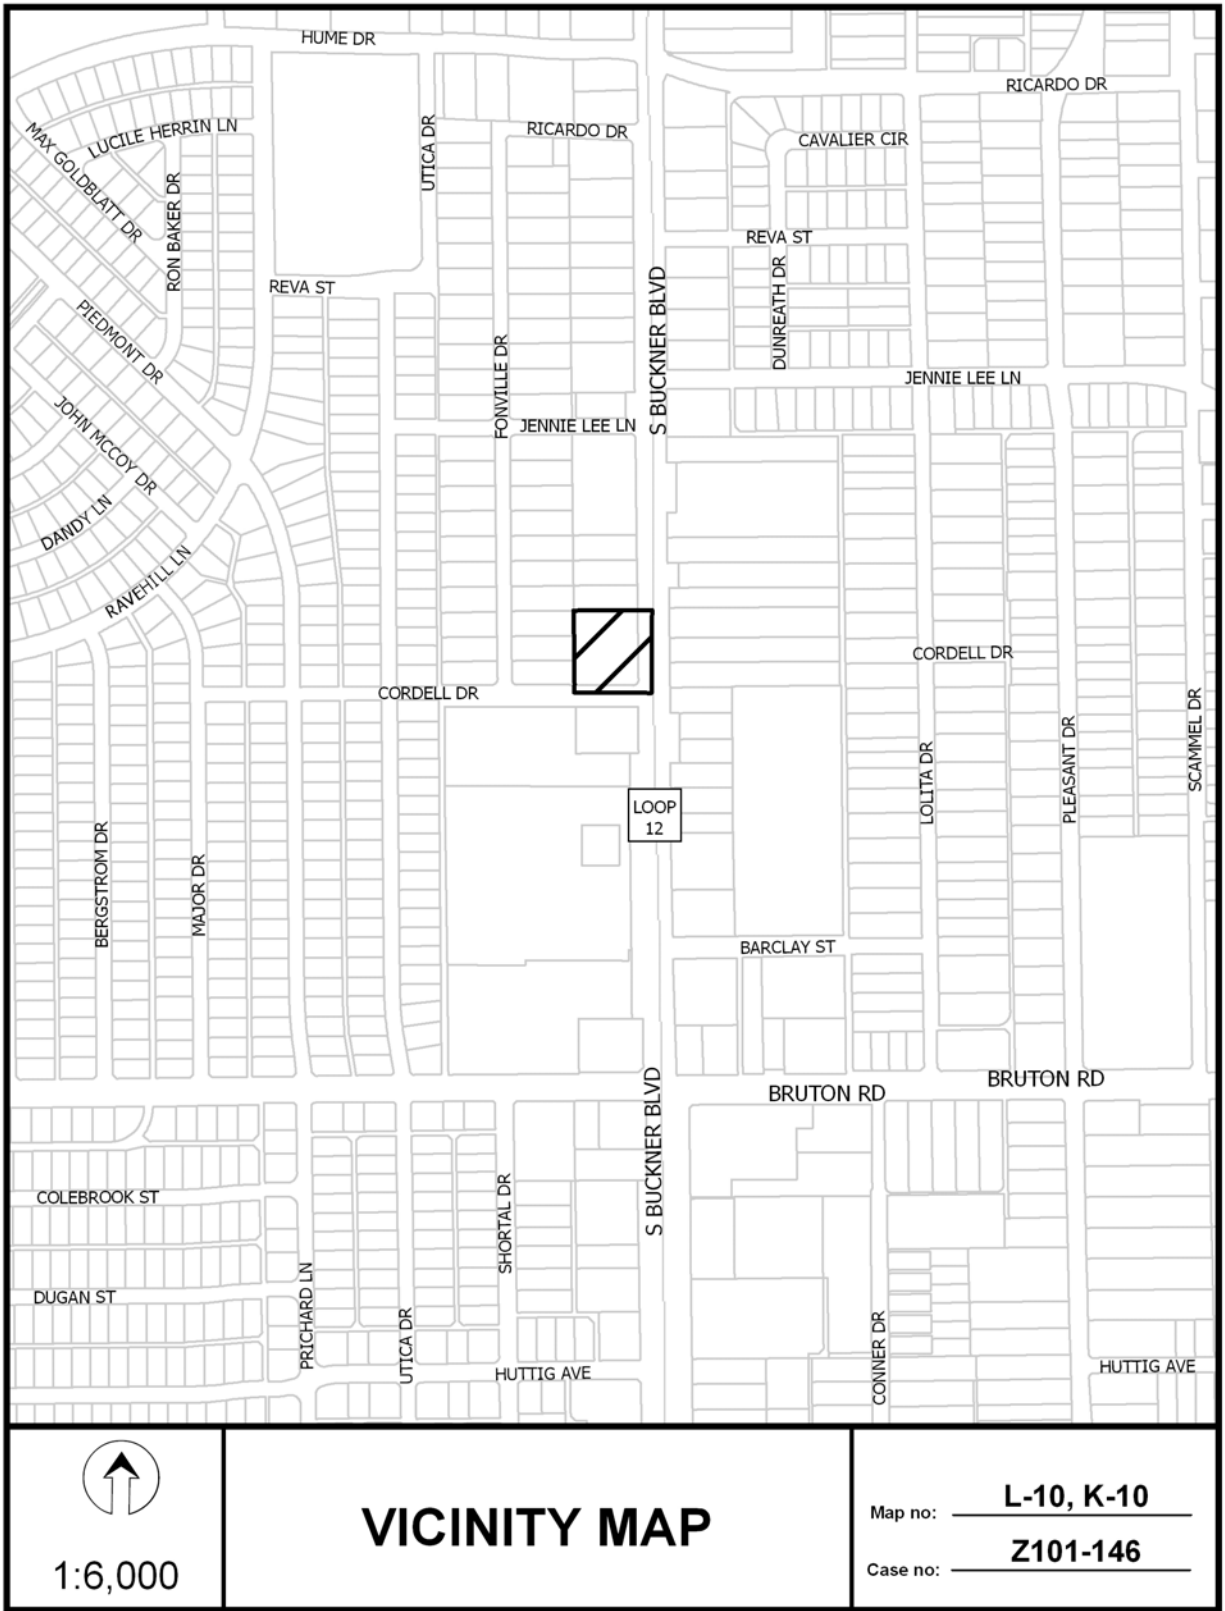 HUME DR
RICARDO DR
UTICA DR
RICARDO DR
CAVALIER CIR
LUCILE HERRIN LN
MAX GOLDBLATT DR
RON BAKER DR
REVA ST
REVA ST
DUNREATH DR
S BUCKNER BLVD
PIEDMONT DR
FONVILLE DR
JENNIE LEE LN
JENNIE LEE LN
JOHN MCCOY DR
DANDY LN
RAVEHILL LN
CORDELL DR
CORDELL DR
SCAMMEL DR
PLEASANT DR
LOLITA DR
LOOP
12
BERGSTROM DR
MAJOR DR
BARCLAY ST
BRUTON RD
BRUTON RD
S BUCKNER BLVD
COLEBROOK ST
SHORTAL DR
DUGAN ST
PRICHARD LN
UTICA DR
CONNER DR
HUTTIG AVE
HUTTIG AVE
1:6,000
VICINITY MAP
Map no: L-10, K-10
Case no: Z101-146